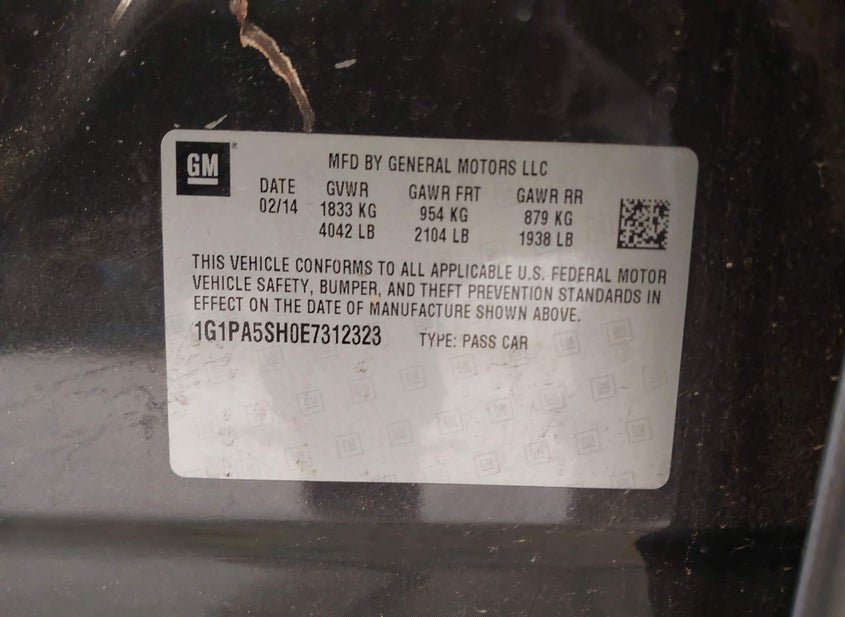 GM
MFD BY GENERAL MOTORS LLC
DATE GVWR GAWR FRT GAWR RR
02/14 1833 KG 954 KG 879 KG
4042 LB 2104 LB 1938 LB
THIS VEHICLE CONFORMS TO ALL APPLICABLE U.S. FEDERAL MOTOR
VEHICLE SAFETY, BUMPER, AND THEFT PREVENTION STANDARDS IN
EFFECT ON THE DATE OF MANUFACTURE SHOWN ABOVE.
1G1PA5SH0E7312323 TYPE: PASS CAR